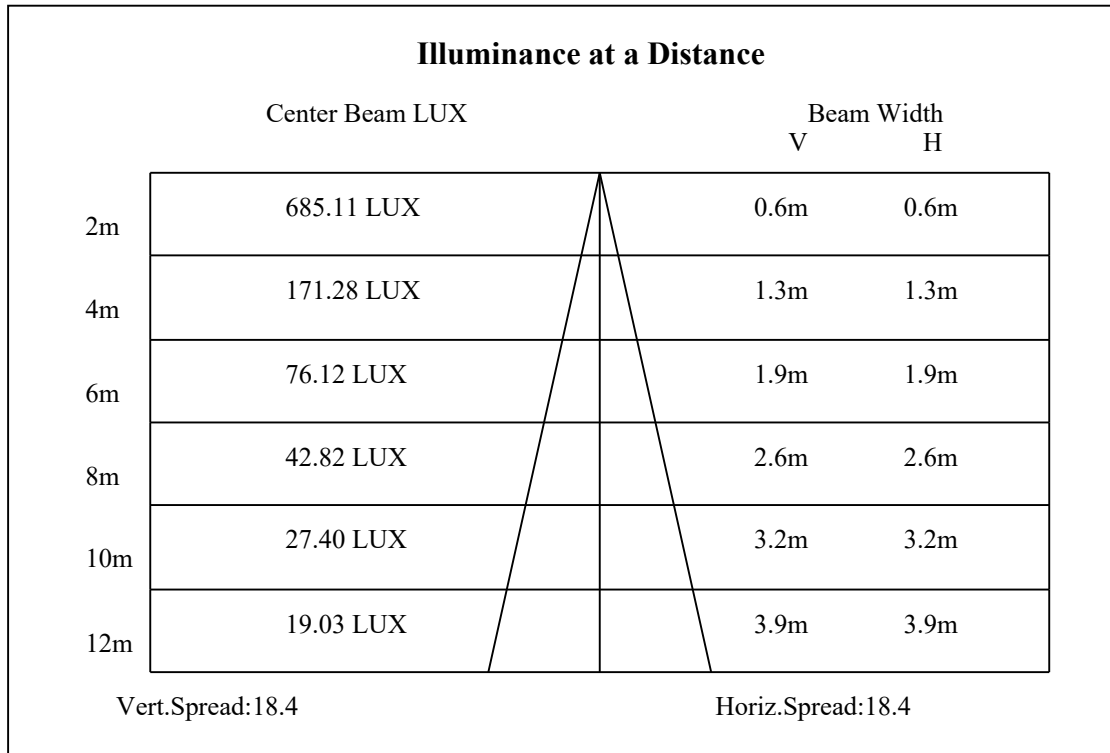 Illuminance at a Distance
Center Beam LUX Beam Width
V H
2m 685.11 LUX 0.6m 0.6m
4m 171.28 LUX 1.3m 1.3m
6m 76.12 LUX 1.9m 1.9m
8m 42.82 LUX 2.6m 2.6m
10m 27.40 LUX 3.2m 3.2m
12m 19.03 LUX 3.9m 3.9m
Vert.Spread:18.4 Horiz.Spread:18.4